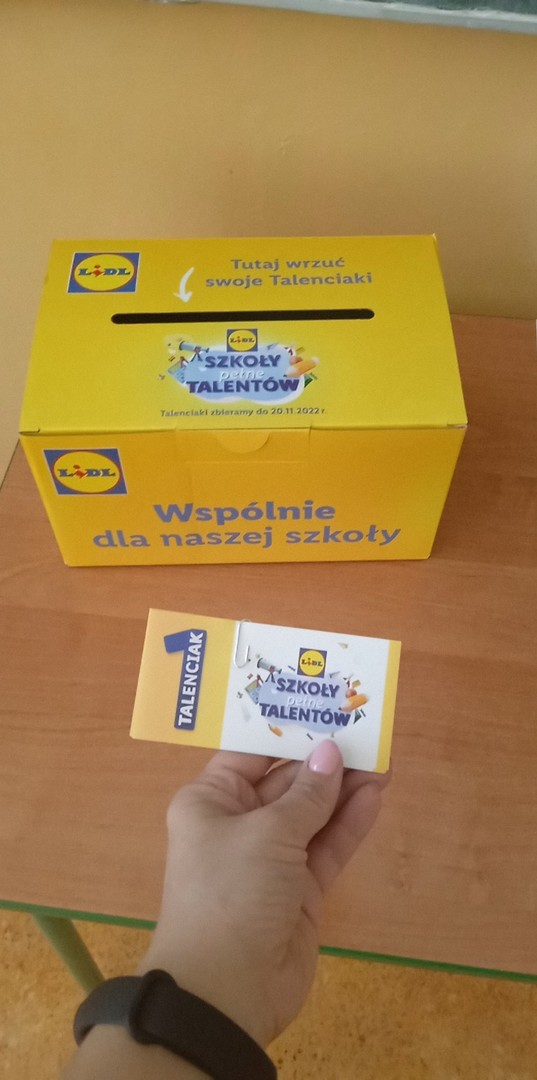 LIDL
Tutaj wrzuć
swoje Talenciaki
LIDL
SZKOŁY
pełne
TALENTÓW
Talenciaki zbieramy do 20.11 2022 r.
LIDL
Wspólnie
dla naszej szkoły
1
TALENCIAK
LIDL
SZKOŁY
pełne
TALENTÓW